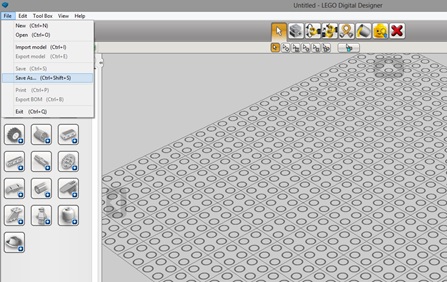 Untitled - LEGO Digital Designer
File Edit Tool Box View Help
New (Ctrl+N)
Open (Ctrl+O)
Import model (Ctrl+I)
Export model (Ctrl+E)
Save (Ctrl+S)
Save As... (Ctrl+Shift+S)
Print (Ctrl+P)
Export BOM (Ctrl+B)
Exit (Ctrl+Q)